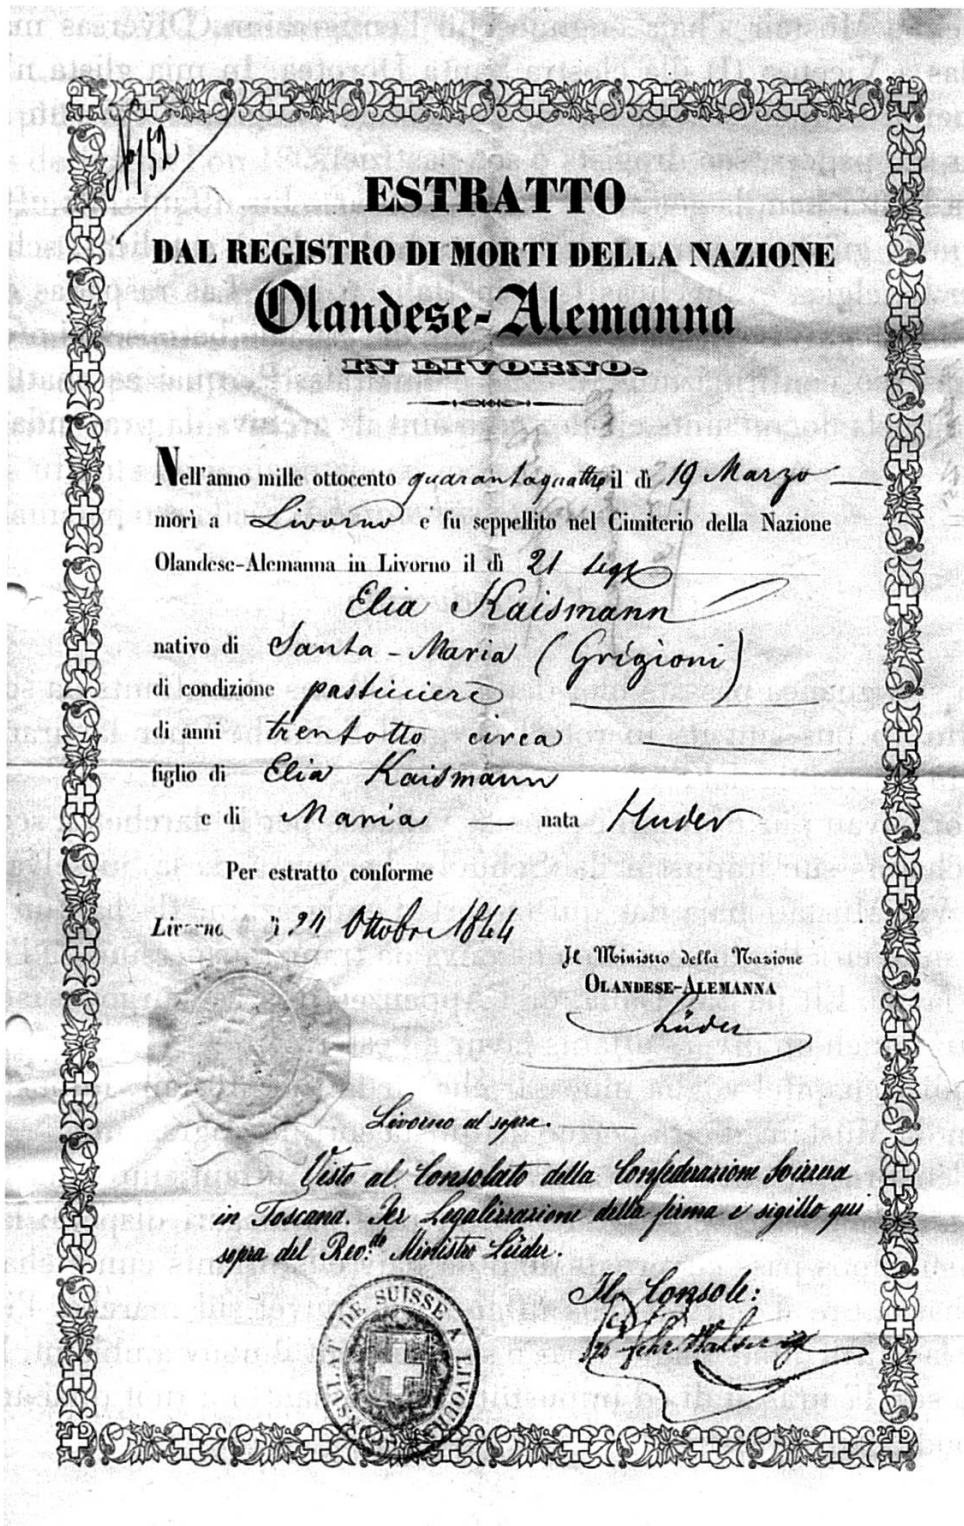 No 152
ESTRATTO
DAL REGISTRO DI MORTI DELLA NAZIONE
Olandese-Alemanna
IN LIVORNO.
Nell'anno mille ottocento quarantaquattro il dì 19 Marzo
morì a Livorno e fu seppellito nel Cimiterio della Nazione
Olandese-Alemanna in Livorno il dì 21
Elia Kaismann
nativo di Santa-Maria (Grigioni)
di condizione pasticciere
di anni trentotto circa
figlio di Elia Kaismann
e di Maria — nata Huder
Per estratto conforme
Livorno 24 Ottobre 1844
Il Ministro della Nazione
OLANDESE-ALEMANNA
Lüder
Livorno al sopra.
Visto al Consolato della Confederazione Svizzera
in Toscana. Per Legalizzazione della firma e sigillo qui
sopra del Rev.do Ministro Lüder.
Il Console:
CONSULAT DE SUISSE A LIVOURNE